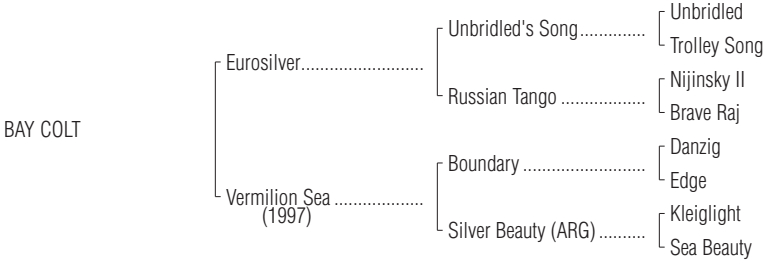 Unbridled
Unbridled's Song..............
Trolley Song
Eurosilver..........................
Nijinsky II
Russian Tango ..................
Brave Raj
BAY COLT
Danzig
Boundary ..........................
Edge
Vermilion Sea ...................
(1997)
Kleiglight
Silver Beauty (ARG) ..........
Sea Beauty